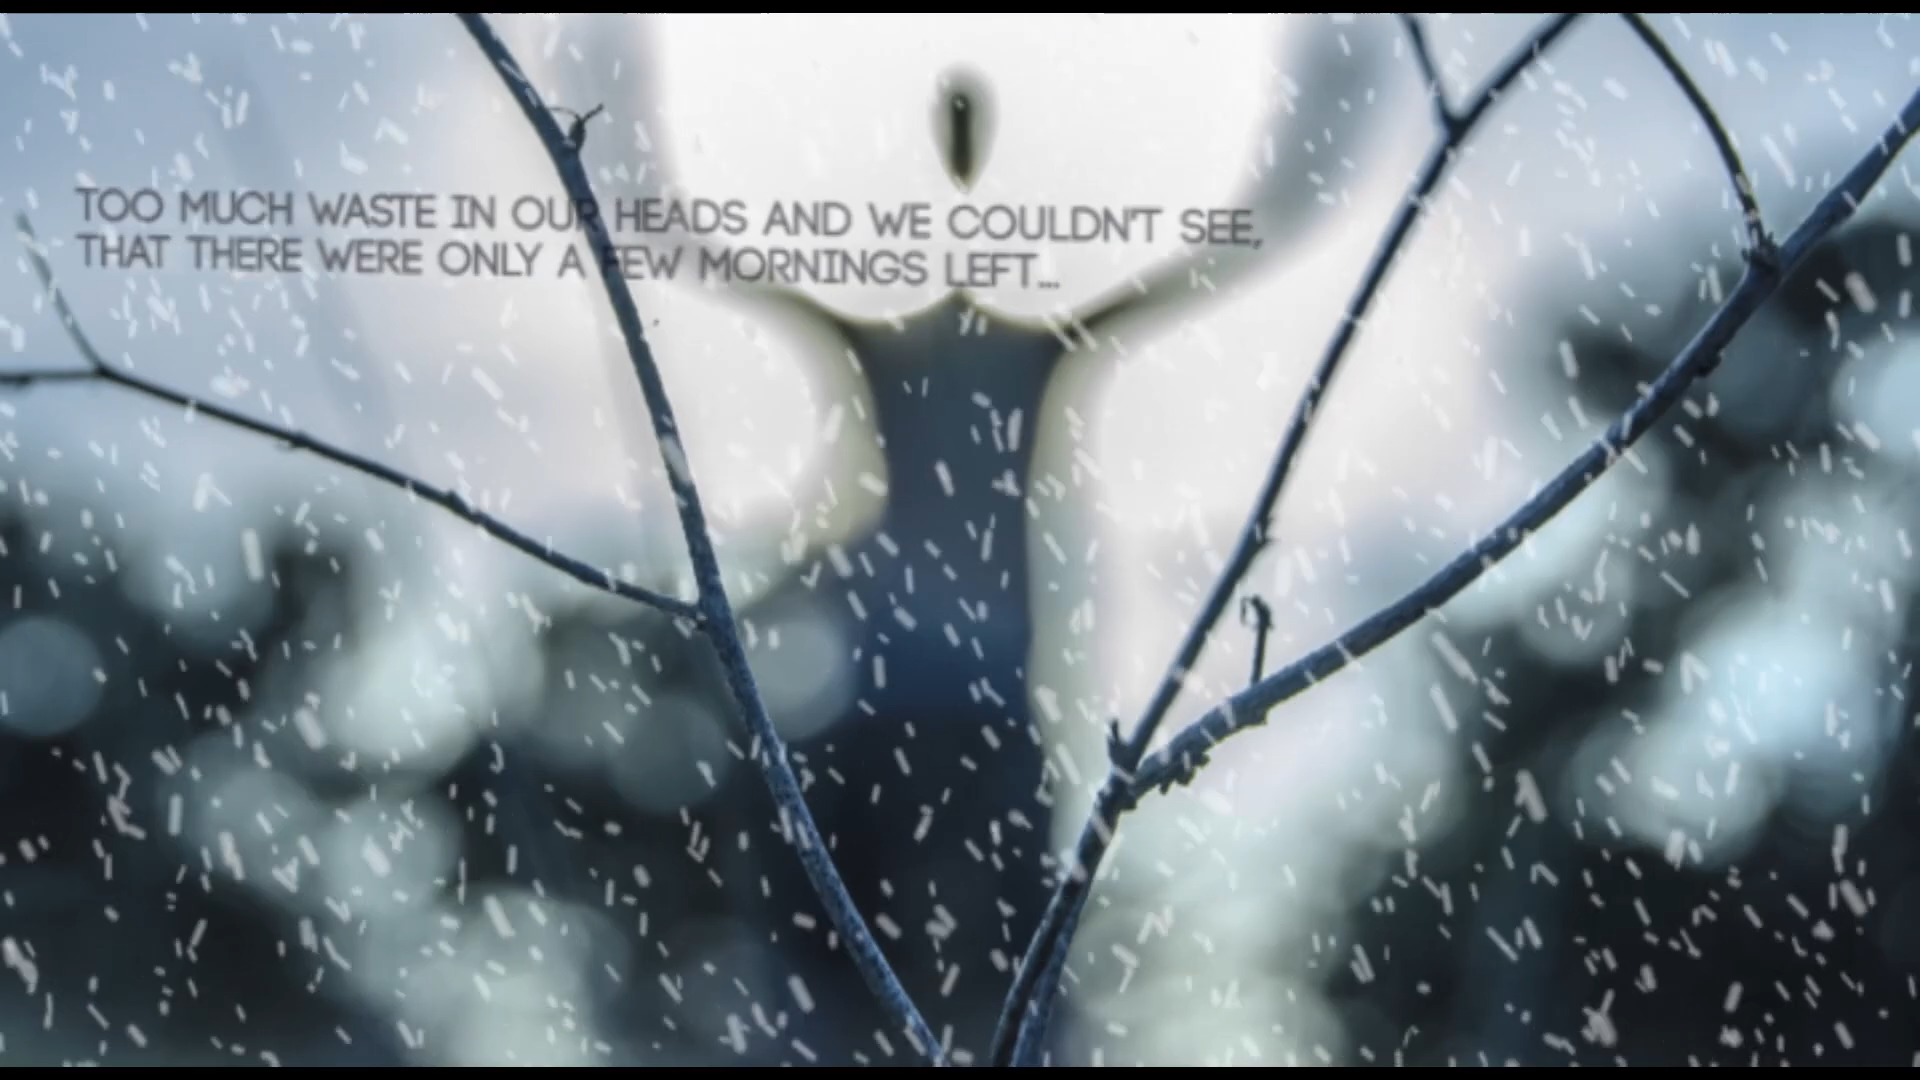 TOO MUCH WASTE IN OUR HEADS AND WE COULDN'T SEE,
THAT THERE WERE ONLY A FEW MORNINGS LEFT...